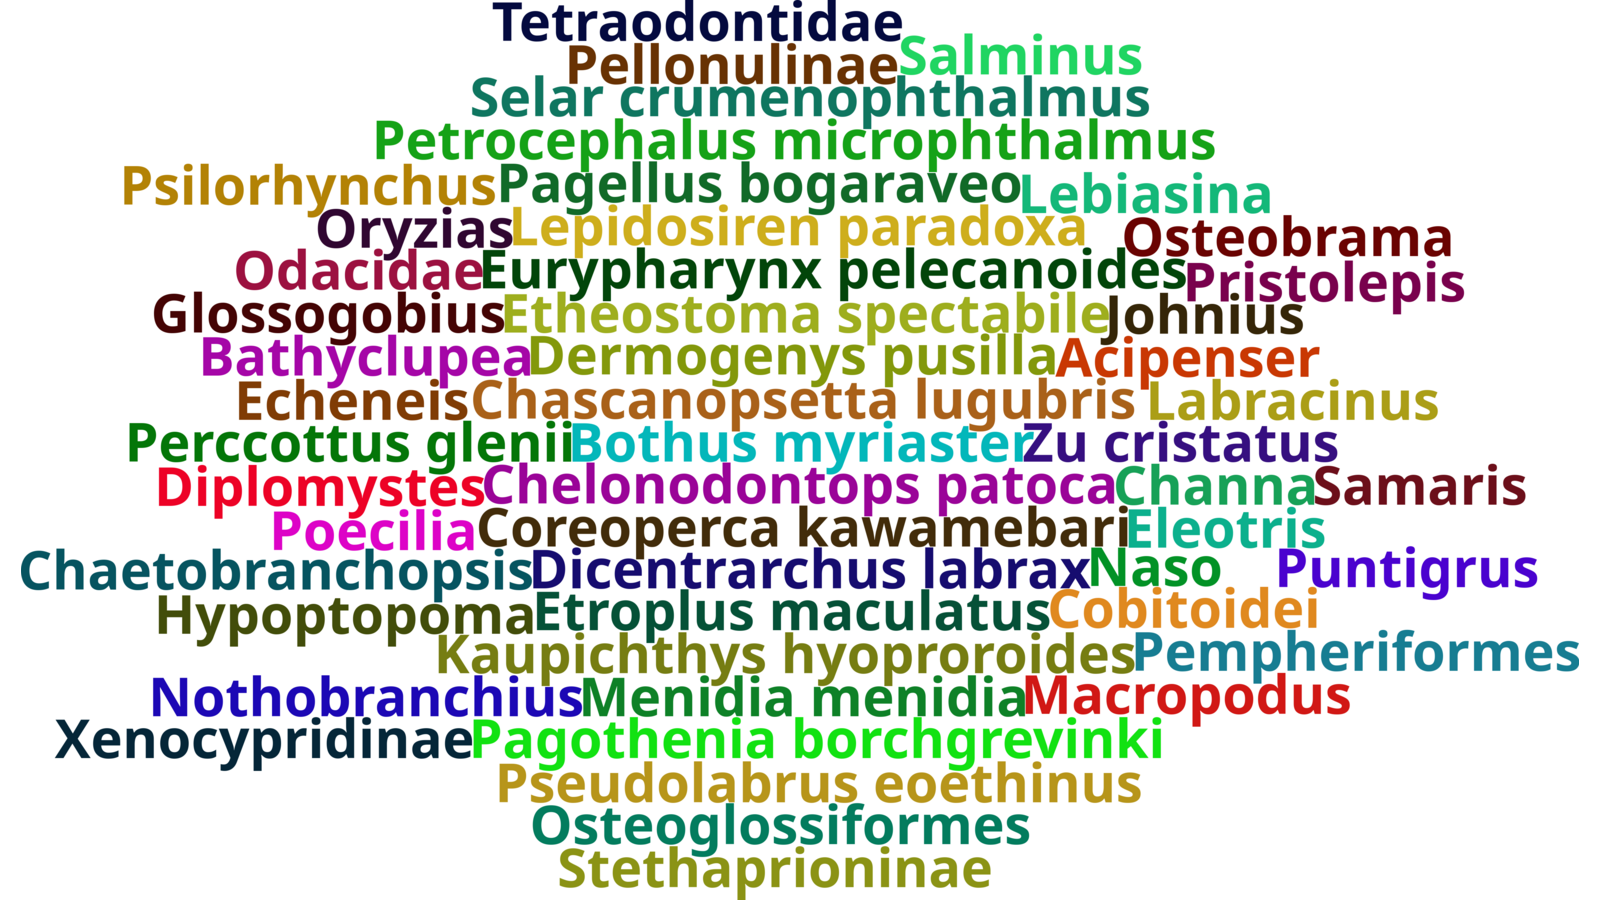 Tetraodontidae
Pellonulinae Salminus
Selar crumenophthalmus
Petrocephalus microphthalmus
Psilorhynchus Pagellus bogaraveo Lebiasina
Oryzias Lepidosiren paradoxa Osteobrama
Odacidae Eurypharynx pelecanoides Pristolepis
Glossogobius Etheostoma spectabile Johnius
Bathyclupea Dermogenys pusilla Acipenser
Echeneis Chascanopsetta lugubris Labracinus
Perccottus glenii Bothus myriaster Zu cristatus
Diplomystes Chelonodontops patoca Channa Samaris
Poecilia Coreoperca kawamebari Eleotris
Chaetobranchopsis Dicentrarchus labrax Naso Puntigrus
Hypoptopoma Etroplus maculatus Cobitoidei
Kaupichthys hyoproroides Pempheriformes
Nothobranchius Menidia menidia Macropodus
Xenocypridinae Pagothenia borchgrevinki
Pseudolabrus eoethinus
Osteoglossiformes
Stethaprioninae